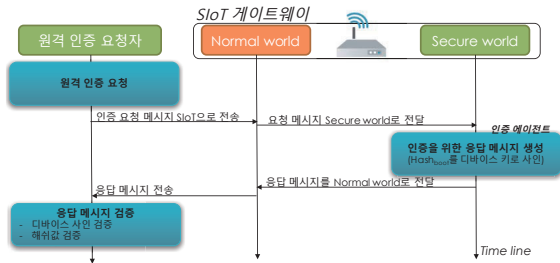 SIoT 게이트웨이
원격 인증 요청자
Normal world
Secure world
원격 인증 요청
인증 요청 메시지 SIoT으로 전송
요청 메시지 Secure world로 전달
인증 에이전트
인증을 위한 응답 메시지 생성
(Hashboot를 디바이스 키로 사인)
응답 메시지를 Normal world로 전달
응답 메시지 전송
응답 메시지 검증
- 디바이스 사인 검증
- 해쉬값 검증
Time line